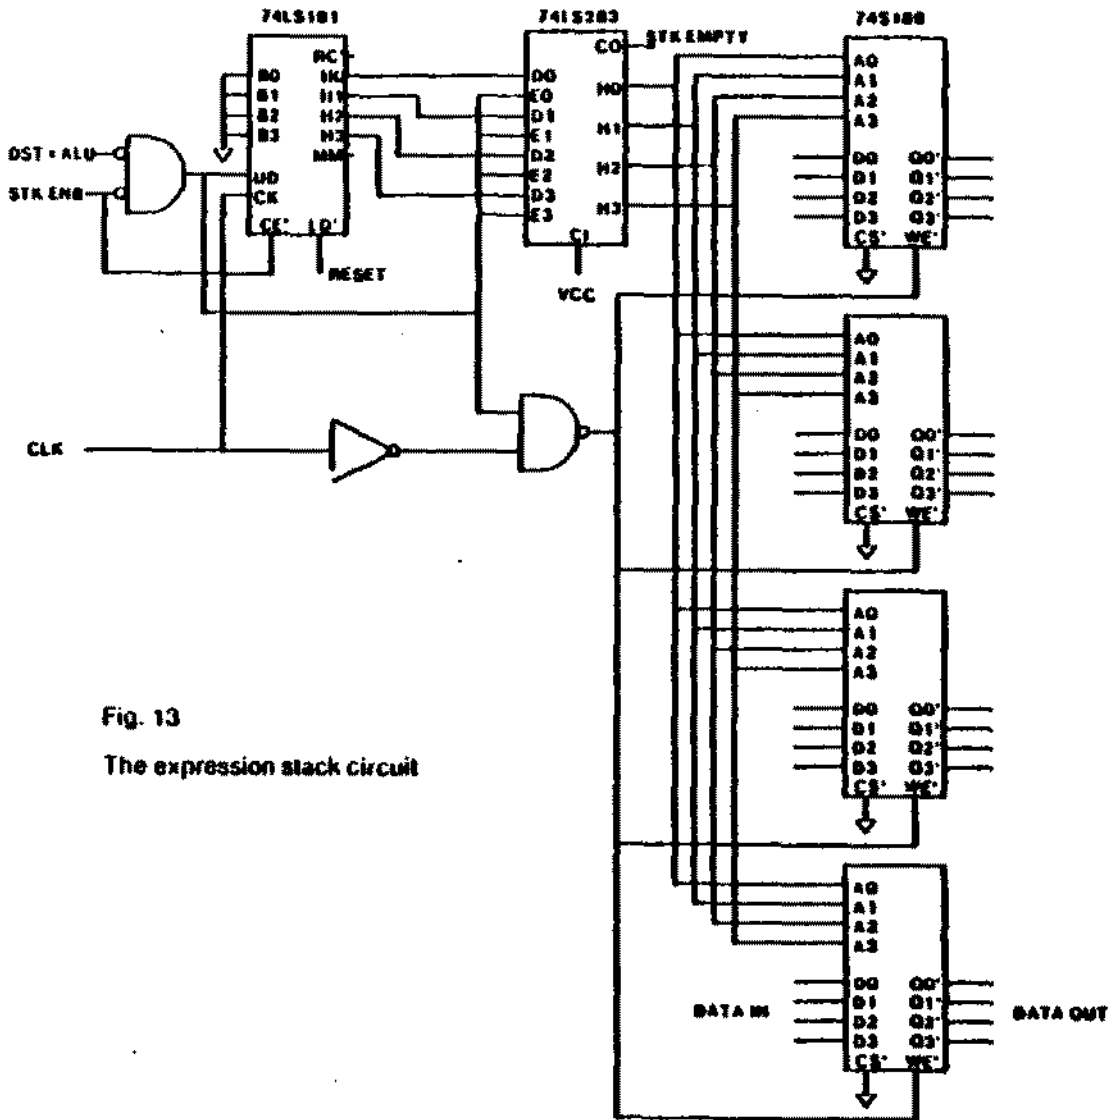 74LS191
74LS283
74S189
RC
B0
B1
B2
B3
H1
H2
H3
MM
UD
CK
CE'
LD'
DST = ALU
STK ENB
RESET
CO
STK EMPTY
D0
E0
D1
E1
D2
E2
D3
E3
H0
H1
H2
H3
CI
VCC
A0
A1
A2
A3
D0
D1
D2
D3
Q0'
Q1'
Q2'
Q3'
CS'
WE'
A0
A1
A2
A3
D0
D1
D2
D3
Q0'
Q1'
Q2'
Q3'
CS'
WE'
CLK
A0
A1
A2
A3
D0
D1
D2
D3
Q0'
Q1'
Q2'
Q3'
CS'
WE'
Fig. 13
The expression stack circuit
A0
A1
A2
A3
D0
D1
D2
D3
Q0'
Q1'
Q2'
Q3'
CS'
WE'
DATA IN
DATA OUT